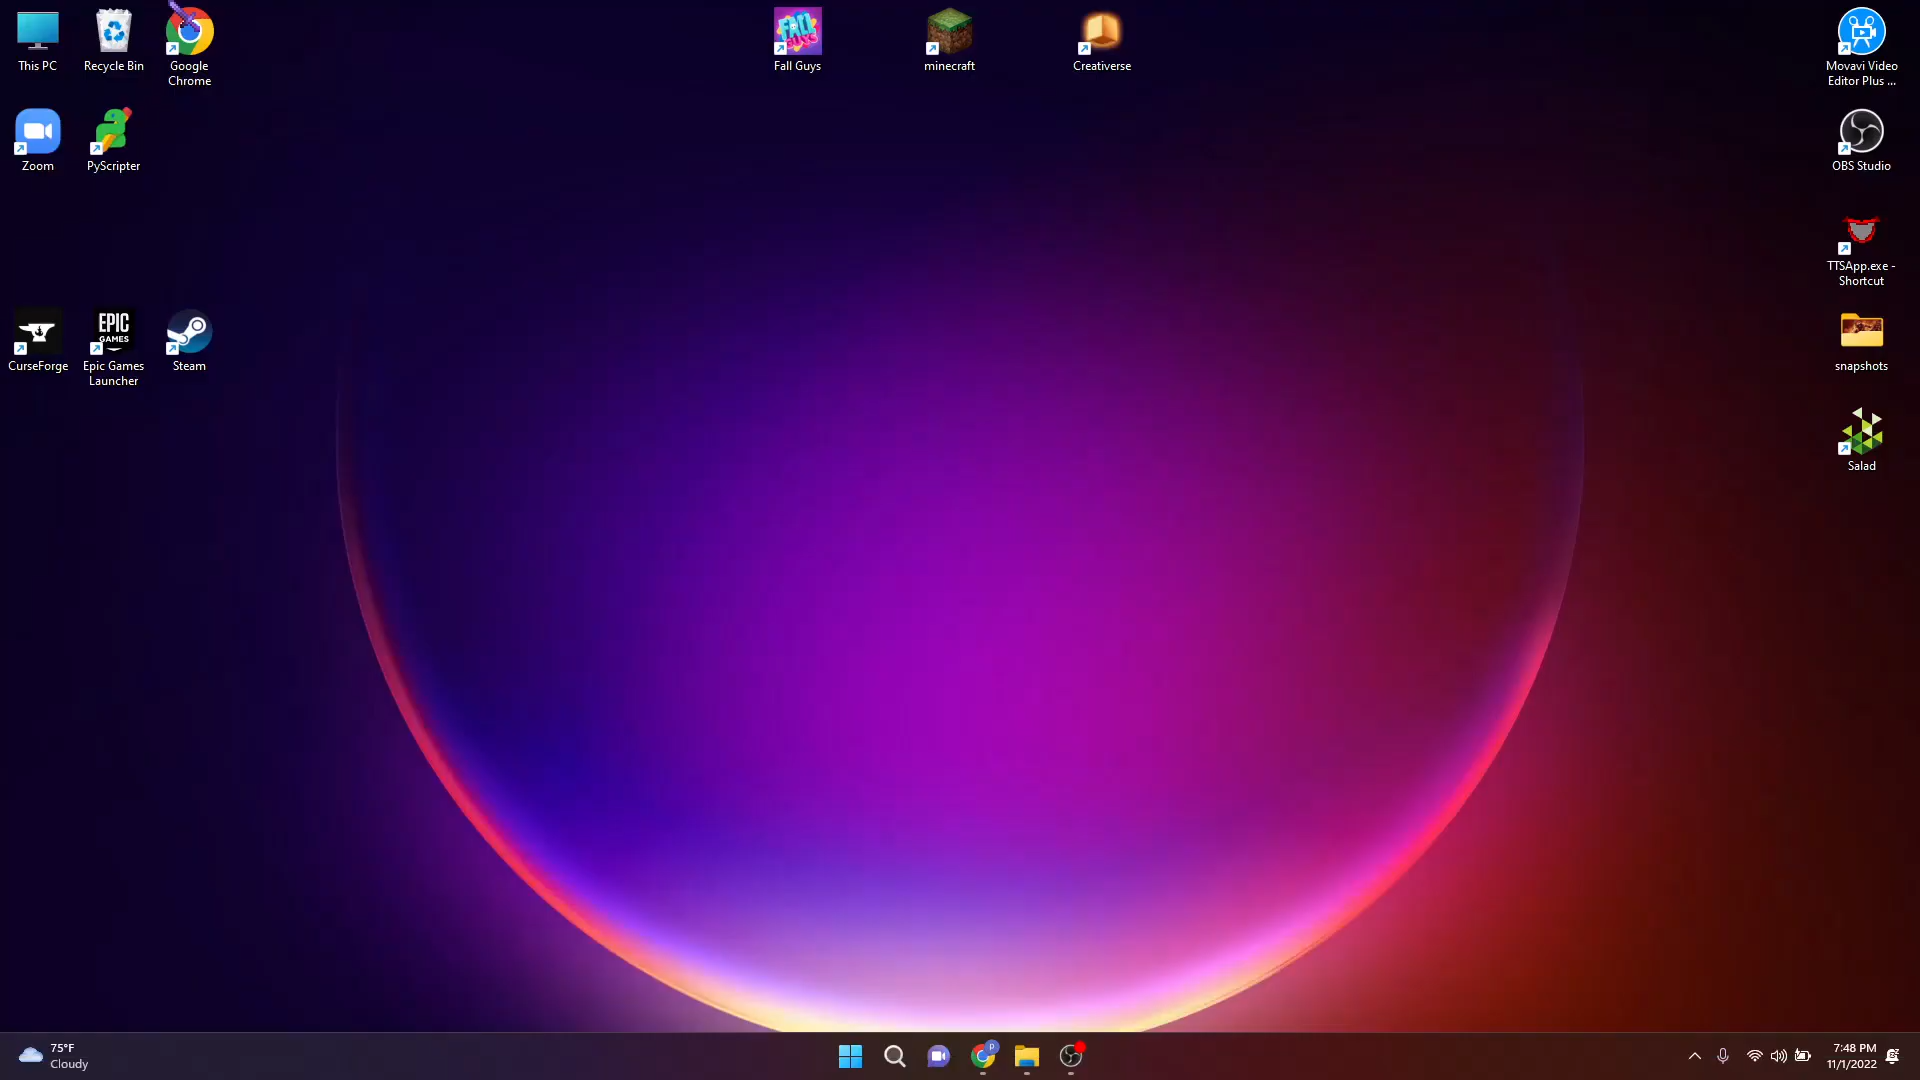 This PC
Recycle Bin
Google
Chrome
FALL
GUYS
Fall Guys
minecraft
Creativerse
Movavi Video
Editor Plus ...
Zoom
PyScripter
OBS Studio
TTSApp.exe -
Shortcut
CurseForge
EPIC
GAMES
Epic Games
Launcher
Steam
snapshots
Salad
75°F
Cloudy
P
7:48 PM
11/1/2022